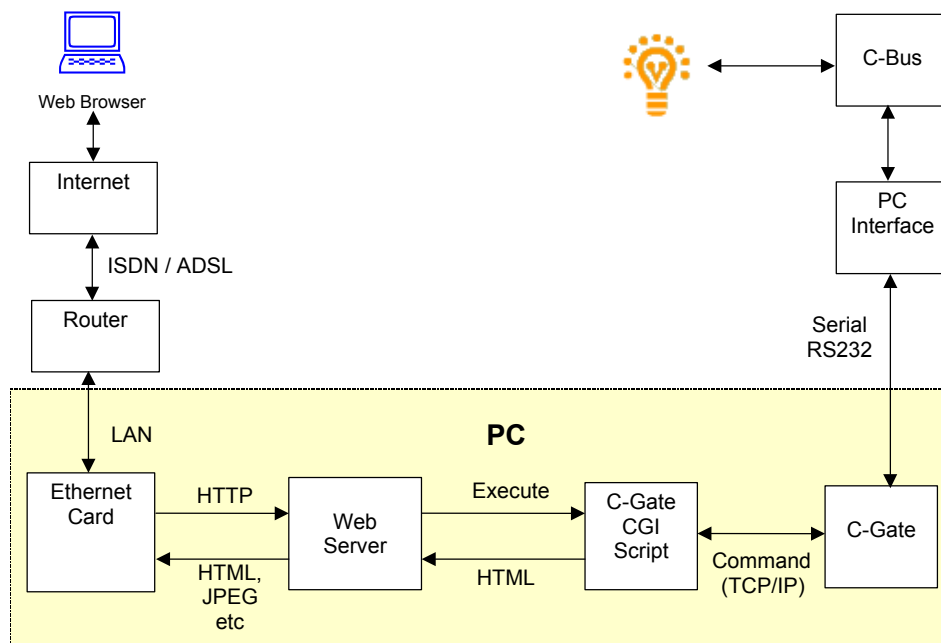 Web Browser
C-Bus
Internet
PC
Interface
ISDN / ADSL
Router
Serial
RS232
LAN
PC
Ethernet
Card
HTTP
HTML,
JPEG
etc
Web
Server
Execute
HTML
C-Gate
CGI
Script
Command
(TCP/IP)
C-Gate